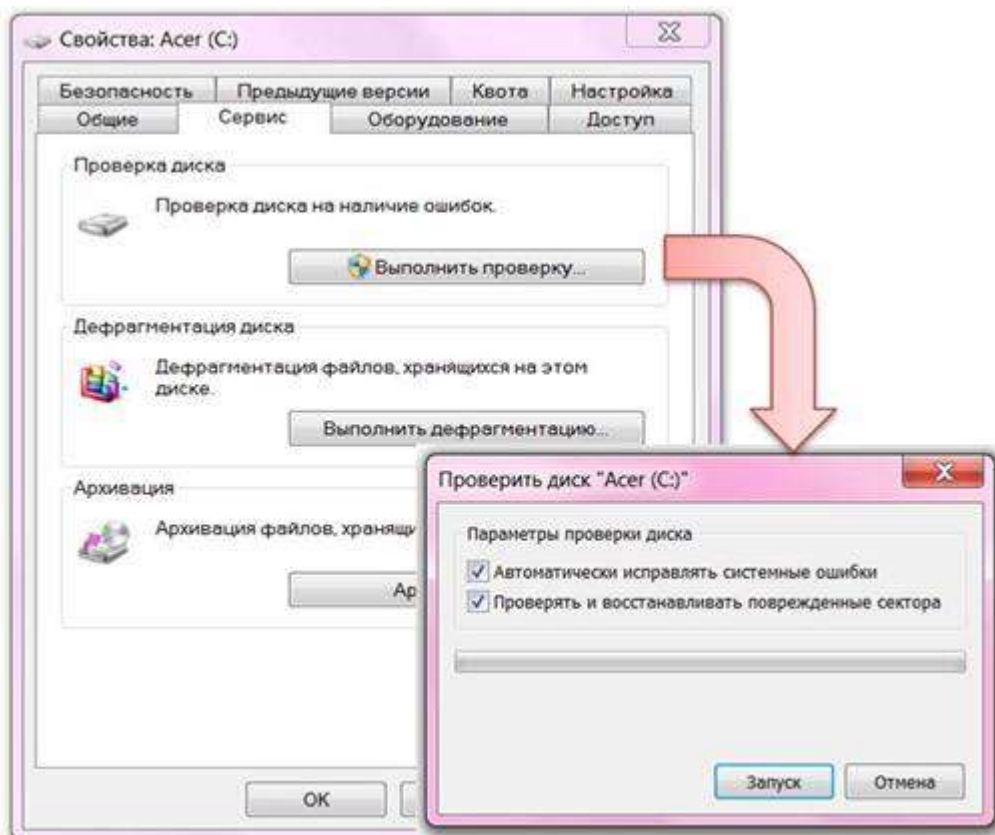 Свойства: Acer (C:)
Безопасность Предыдущие версии Квота Настройка
Общие Сервис Оборудование Доступ
Проверка диска
Проверка диска на наличие ошибок.
Выполнить проверку...
Дефрагментация диска
Дефрагментация файлов, хранящихся на этом
диске.
Выполнить дефрагментацию...
Архивация
Архивация файлов, хранящи
Ар
OK
Проверить диск "Acer (C:)"
Параметры проверки диска
Автоматически исправлять системные ошибки
Проверять и восстанавливать поврежденные сектора
Запуск Отмена